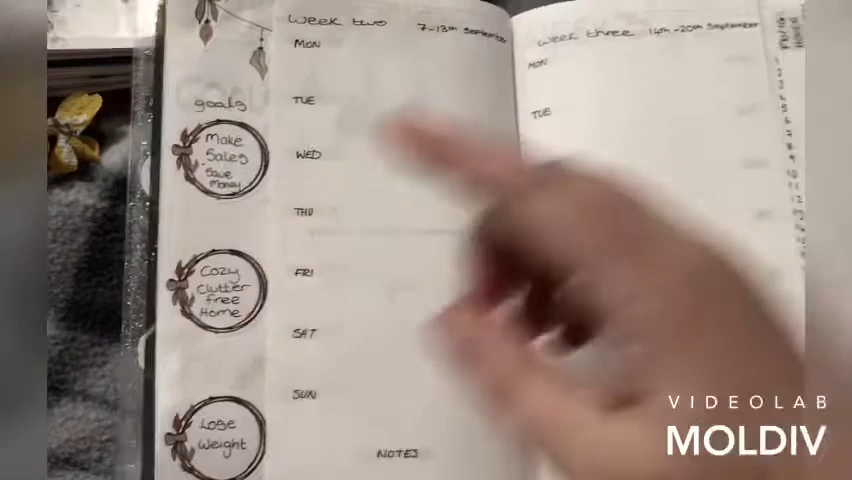 week two
7-13th September
MON
TUE
WED
THU
FRI
SAT
SUN
NOTES
goals
Make
Sales
Save
Money
Cozy
Clutter
free
Home
Lose
Weight
week three
14th-20th September
MON
TUE
VIDEOLAB
MOLDIV